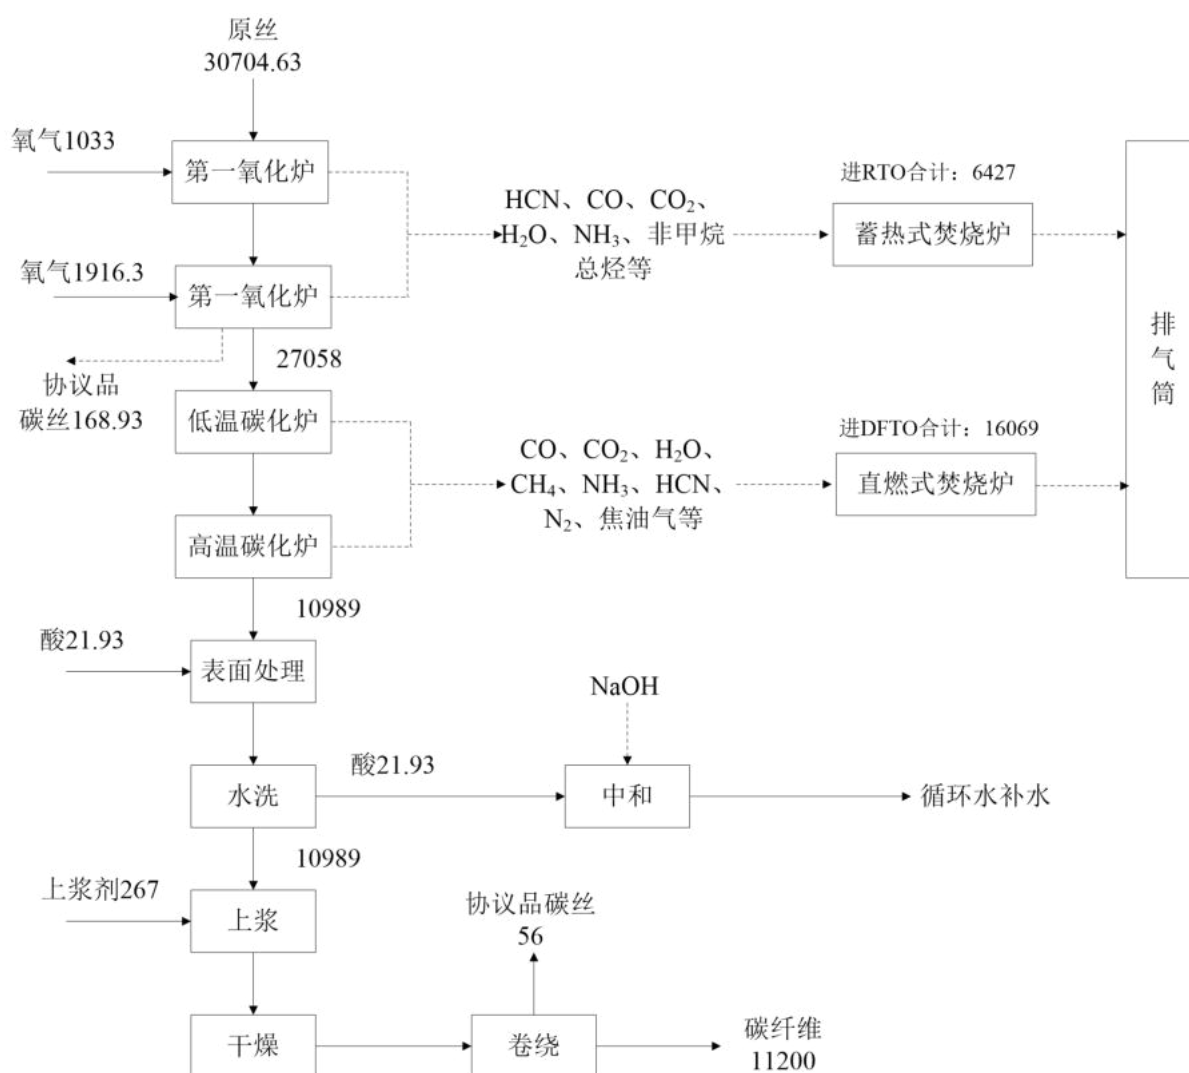 原丝
30704.63
氧气1033
第一氧化炉
进RTO合计：6427
HCN、CO、CO₂、
H₂O、NH₃、非甲烷
总烃等
蓄热式焚烧炉
氧气1916.3
第一氧化炉
排
气
筒
27058
协议品
碳丝168.93
低温碳化炉
进DFTO合计：16069
CO、CO₂、H₂O、
CH₄、NH₃、HCN、
N₂、焦油气等
直燃式焚烧炉
高温碳化炉
10989
酸21.93
表面处理
NaOH
酸21.93
水洗
中和
循环水补水
10989
上浆剂267
上浆
协议品碳丝
56
干燥
卷绕
碳纤维
11200